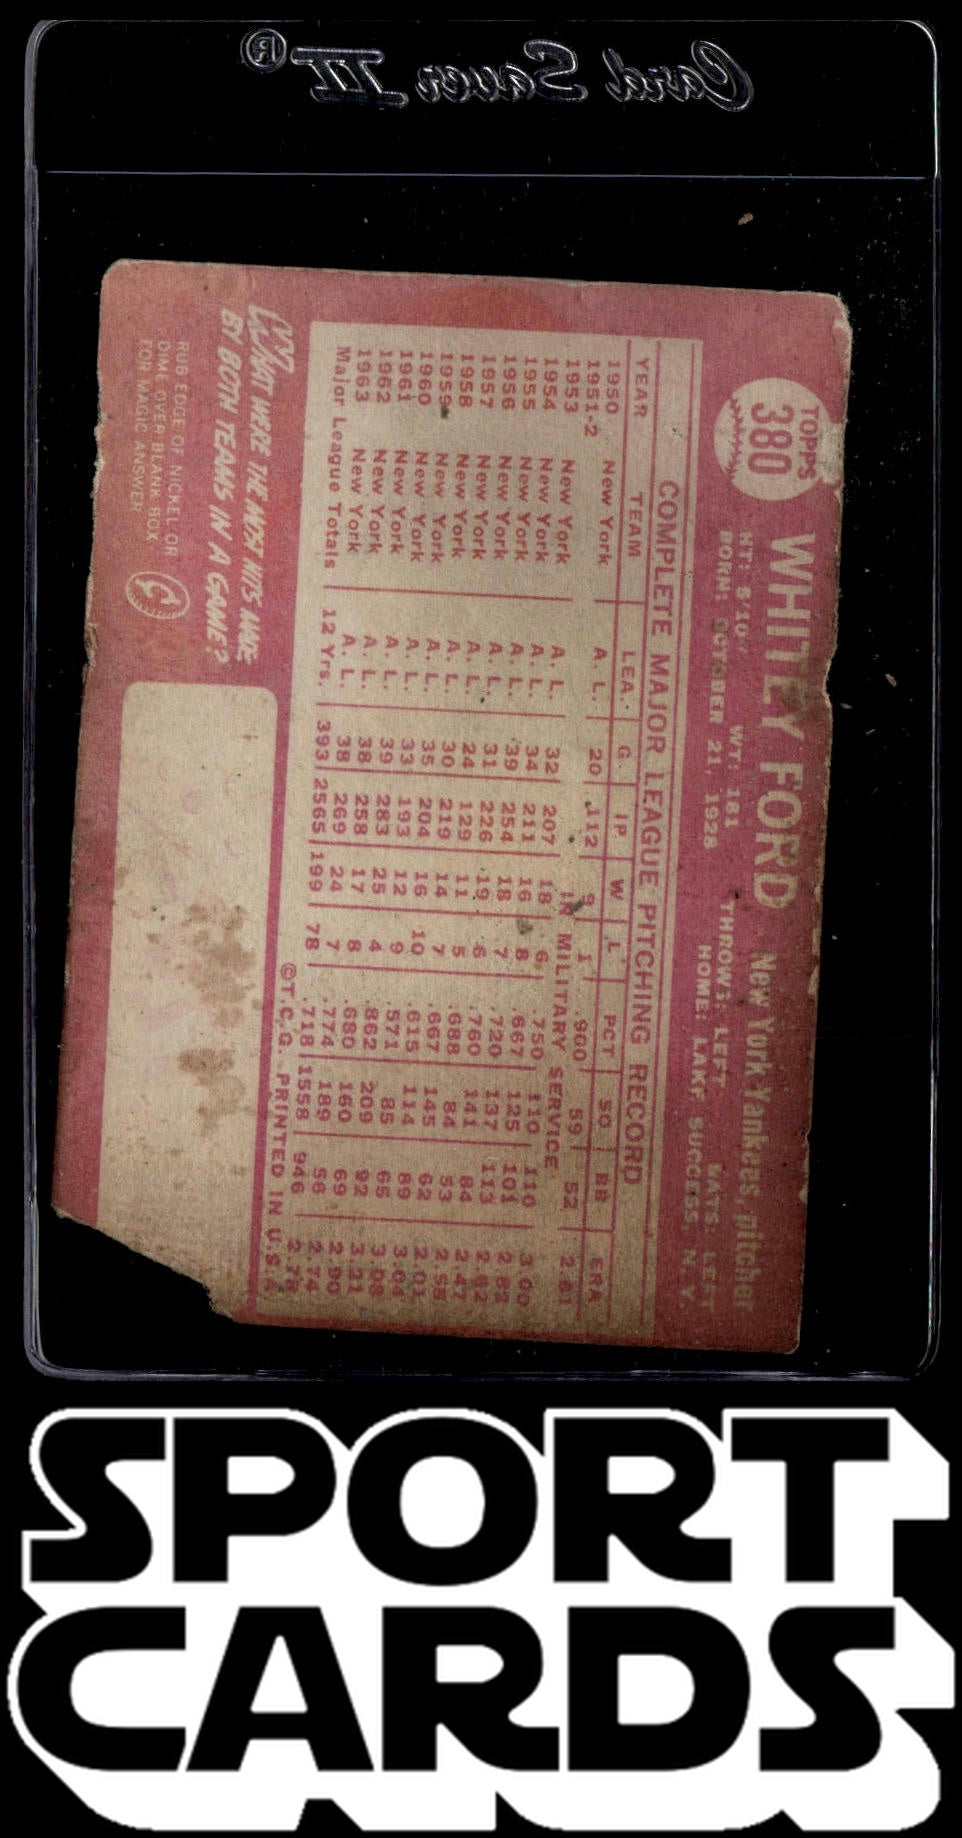 Card Saver II®
TOPPS
380
WHITEY FORD New York Yankees, pitcher
HT: 5'10" WT: 181 THROWS: LEFT BATS: LEFT
BORN: OCTOBER 21, 1928 HOME: LAKE SUCCESS, N. Y.
COMPLETE MAJOR LEAGUE PITCHING RECORD
YEAR TEAM LEA. G. IP W L PCT SO BB ERA
1950 New York A. L. 20 112 9 1 .900 59 52 2.81
1951-2 IN MILITARY SERVICE
1953 New York A. L. 32 207 18 6 .750 110 110 3.00
1954 New York A. L. 34 211 16 8 .667 125 101 2.82
1955 New York A. L. 39 254 18 7 .720 137 113 2.62
1956 New York A. L. 31 226 19 6 .760 141 84 2.47
1957 New York A. L. 24 129 11 5 .688 84 53 2.58
1958 New York A. L. 30 219 14 7 .667 145 62 2.01
1959 New York A. L. 35 204 16 10 .615 114 89 3.04
1960 New York A. L. 33 193 12 9 .571 85 65 3.08
1961 New York A. L. 39 283 25 4 .862 209 92 3.21
1962 New York A. L. 38 258 17 8 .680 160 69 2.90
1963 New York A. L. 38 269 24 7 .774 189 56 2.74
Major League Totals 12 Yrs. 393 2565 199 78 .718 1558 946 2.78
©T.C.G. PRINTED IN U.S.A.
WHAT WERE THE MOST HITS MADE
BY BOTH TEAMS IN A GAME?
RUB EDGE OF NICKEL OR
DIME OVER BLANK BOX
FOR MAGIC ANSWER
SPORT
CARDS